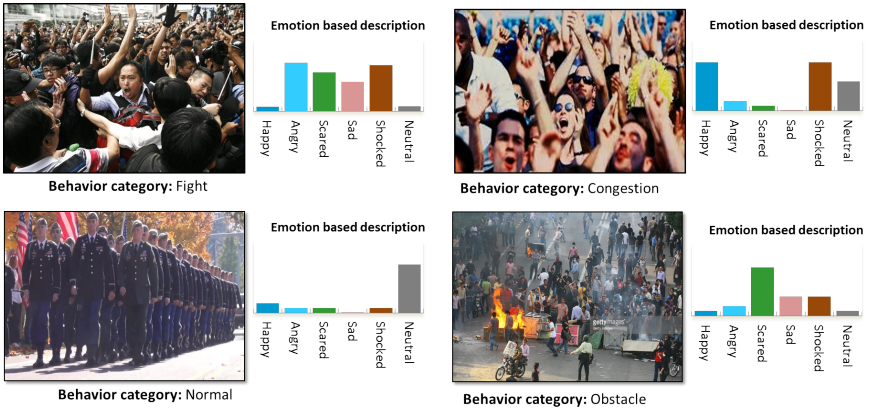 Emotion based description
Happy
Angry
Scared
Sad
Shocked
Neutral
Behavior category: Fight
Emotion based description
Happy
Angry
Scared
Sad
Shocked
Neutral
Behavior category: Congestion
Emotion based description
Happy
Angry
Scared
Sad
Shocked
Neutral
Behavior category: Normal
gettyimages
Emotion based description
Happy
Angry
Scared
Sad
Shocked
Neutral
Behavior category: Obstacle